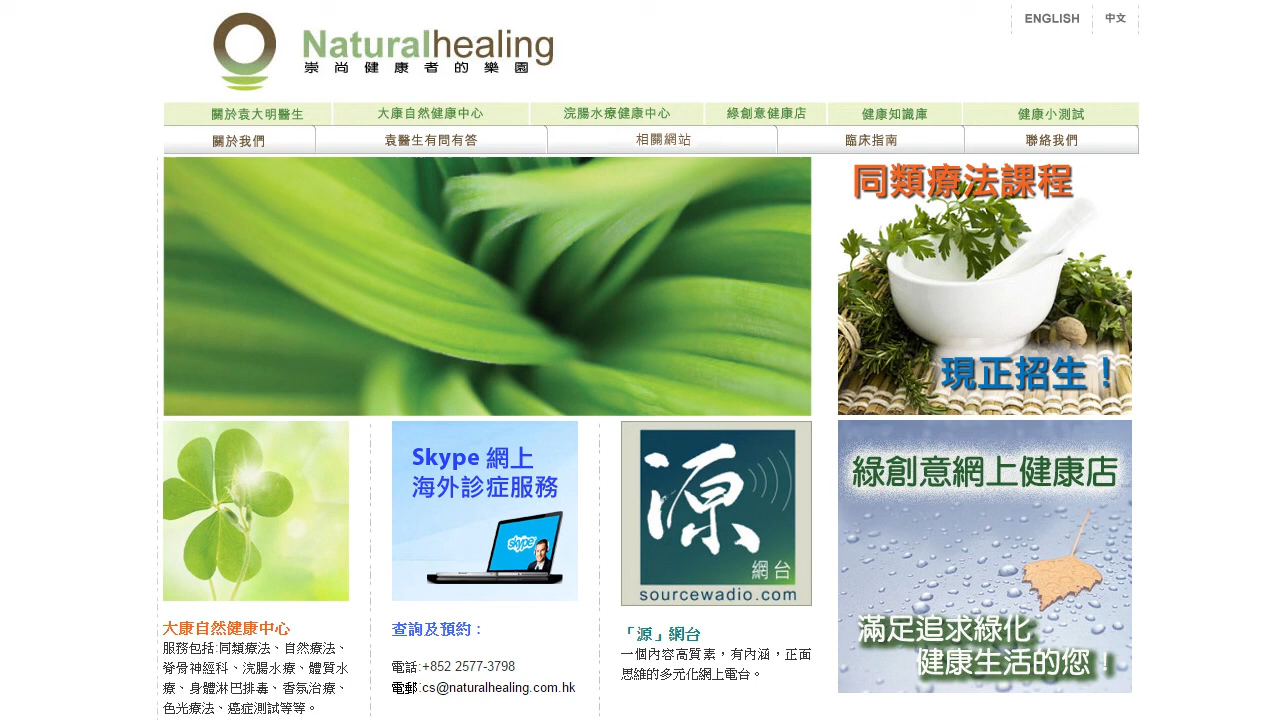 ENGLISH
中文
Naturalhealing
崇尚健康者的樂園
關於袁大明醫生
大康自然健康中心
浣腸水療健康中心
綠創意健康店
健康知識庫
健康小測試
關於我們
袁醫生有問有答
相關網站
臨床指南
聯絡我們
同類療法課程
現正招生！
Skype 網上
海外診症服務
skype
源
網台
sourcewadio.com
綠創意網上健康店
滿足追求綠化
健康生活的您！
大康自然健康中心
服務包括:同類療法、自然療法、
脊骨神經科、浣腸水療、體質水
療、身體淋巴排毒、香氛治療、
色光療法、癌症測試等等。
查詢及預約：
電話:+852 2577-3798
電郵:cs@naturalhealing.com.hk
「源」網台
一個內容高質素，有內涵，正面
思維的多元化網上電台。